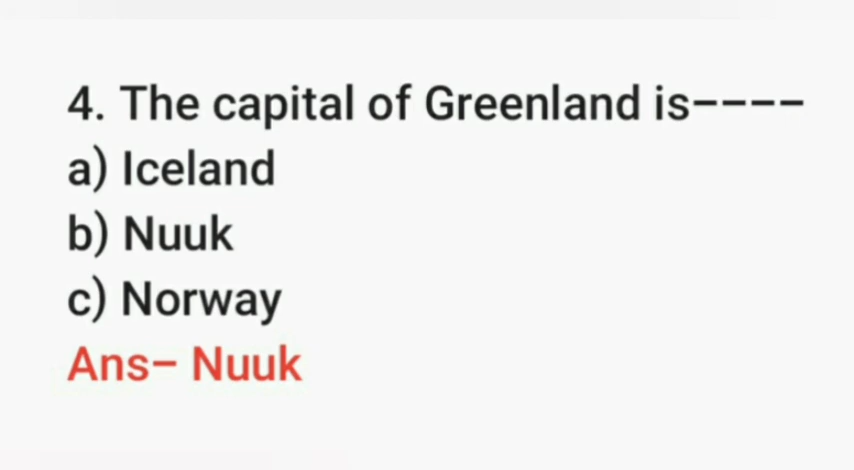 4. The capital of Greenland is----
a) Iceland
b) Nuuk
c) Norway
Ans- Nuuk